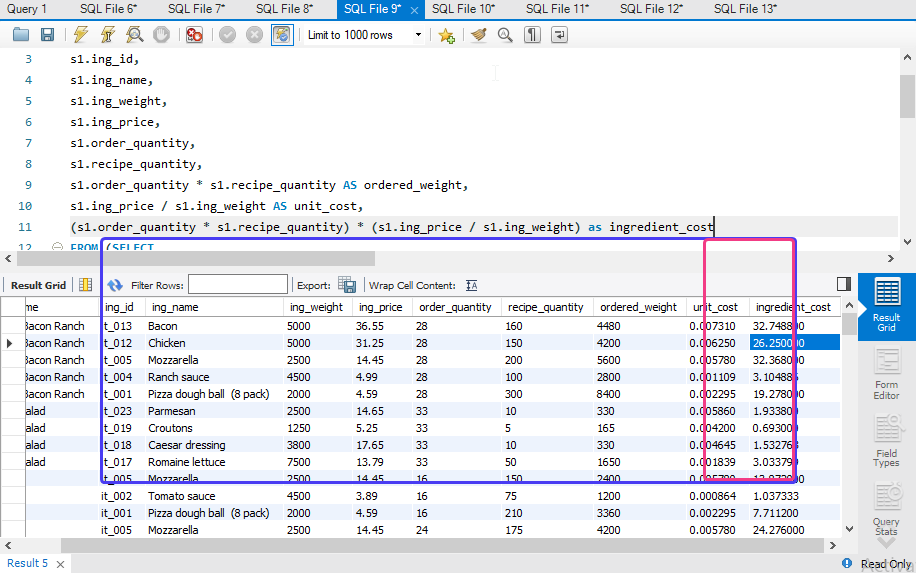 Query 1 SQL File 6* SQL File 7* SQL File 8* SQL File 9* SQL File 10* SQL File 11* SQL File 12* SQL File 13*
Limit to 1000 rows
3 s1.ing_id,
4 s1.ing_name,
5 s1.ing_weight,
6 s1.ing_price,
7 s1.order_quantity,
8 s1.recipe_quantity,
9 s1.order_quantity * s1.recipe_quantity AS ordered_weight,
10 s1.ing_price / s1.ing_weight AS unit_cost,
11 (s1.order_quantity * s1.recipe_quantity) * (s1.ing_price / s1.ing_weight) as ingredient_cost
12 FROM (SELECT
Result Grid Filter Rows: Export: Wrap Cell Content: IA
me ing_id ing_name ing_weight ing_price order_quantity recipe_quantity ordered_weight unit_cost ingredient_cost
Bacon Ranch it_013 Bacon 5000 36.55 28 160 4480 0.007310 32.748800
Bacon Ranch it_012 Chicken 5000 31.25 28 150 4200 0.006250 26.250000
Bacon Ranch it_005 Mozzarella 2500 14.45 28 200 5600 0.005780 32.368000
Bacon Ranch it_004 Ranch sauce 4500 4.99 28 100 2800 0.001109 3.104886
Bacon Ranch it_001 Pizza dough ball (8 pack) 2000 4.59 28 300 8400 0.002295 19.278000
alad it_023 Parmesan 2500 14.65 33 10 330 0.005860 1.933800
alad it_019 Croutons 1250 5.25 33 5 165 0.004200 0.693000
alad it_018 Caesar dressing 3800 17.65 33 10 330 0.004645 1.532763
alad it_017 Romaine lettuce 7500 13.79 33 50 1650 0.001839 3.033790
it_005 Mozzarella 2500 14.45 16 150 2400 0.005780
it_002 Tomato sauce 4500 3.89 16 75 1200 0.000864 1.037333
it_001 Pizza dough ball (8 pack) 2000 4.59 16 210 3360 0.002295 7.711200
it_005 Mozzarella 2500 14.45 24 175 4200 0.005780 24.276000
Result Grid
Form Editor
Field Types
Query Stats
Result 5 Read Only
Activa